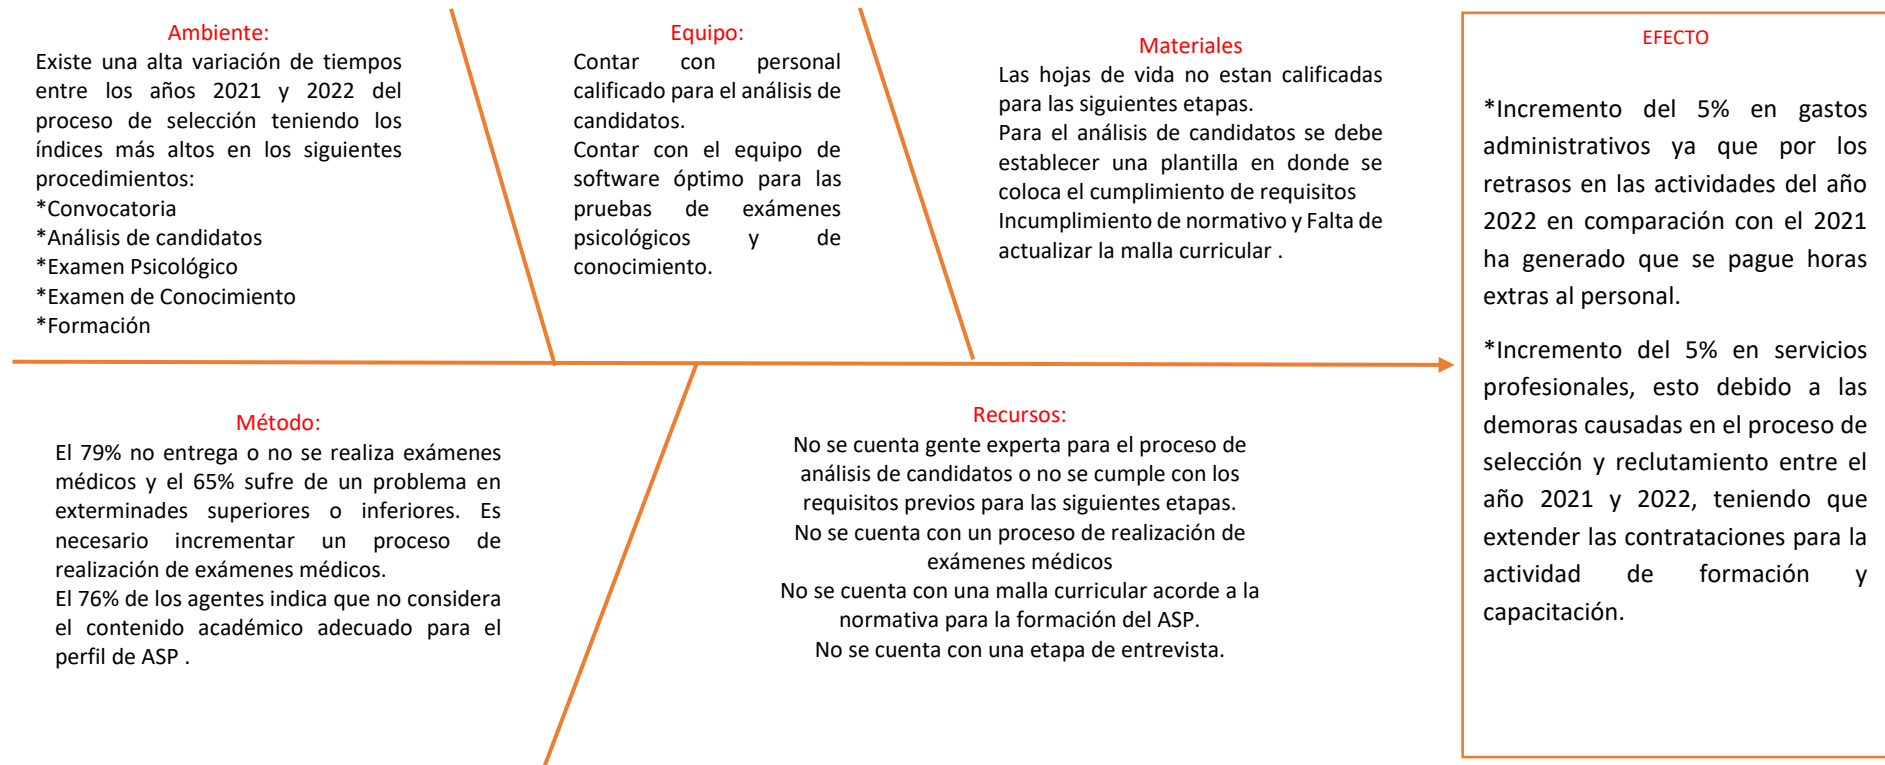 Ambiente:
Existe una alta variación de tiempos
entre los años 2021 y 2022 del
proceso de selección teniendo los
índices más altos en los siguientes
procedimientos:
*Convocatoria
*Análisis de candidatos
*Examen Psicológico
*Examen de Conocimiento
*Formación
Equipo:
Contar con personal
calificado para el análisis de
candidatos.
Contar con el equipo de
software óptimo para las
pruebas de exámenes
psicológicos y de
conocimiento.
Materiales
Las hojas de vida no estan calificadas
para las siguientes etapas.
Para el análisis de candidatos se debe
establecer una plantilla en donde se
coloca el cumplimiento de requisitos
Incumplimiento de normativo y Falta de
actualizar la malla curricular .
Método:
El 79% no entrega o no se realiza exámenes
médicos y el 65% sufre de un problema en
exterminades superiores o inferiores. Es
necesario incrementar un proceso de
realización de exámenes médicos.
El 76% de los agentes indica que no considera
el contenido académico adecuado para el
perfil de ASP .
Recursos:
No se cuenta gente experta para el proceso de
análisis de candidatos o no se cumple con los
requisitos previos para las siguientes etapas.
No se cuenta con un proceso de realización de
exámenes médicos
No se cuenta con una malla curricular acorde a la
normativa para la formación del ASP.
No se cuenta con una etapa de entrevista.
EFECTO
*Incremento del 5% en gastos
administrativos ya que por los
retrasos en las actividades del año
2022 en comparación con el 2021
ha generado que se pague horas
extras al personal.
*Incremento del 5% en servicios
profesionales, esto debido a las
demoras causadas en el proceso de
selección y reclutamiento entre el
año 2021 y 2022, teniendo que
extender las contrataciones para la
actividad de formación y
capacitación.